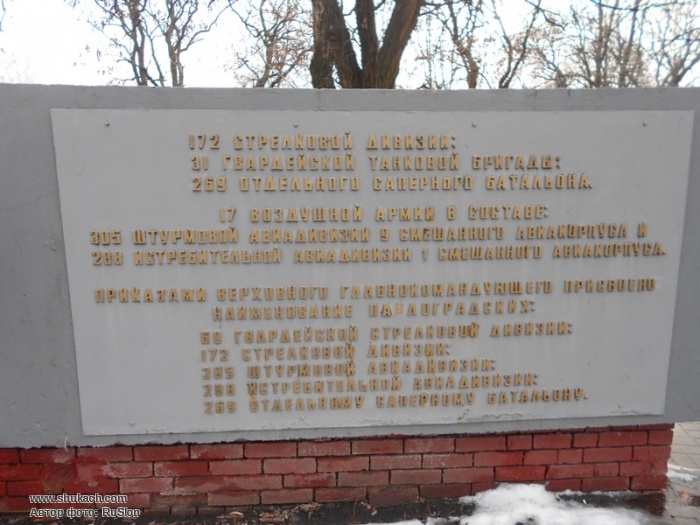 172 СТРЕЛКОВОЙ ДИВИЗИИ;
31 ГВАРДЕЙСКОЙ ТАНКОВОЙ БРИГАДЫ;
269 ОТДЕЛЬНОГО САПЕРНОГО БАТАЛЬОНА.
17 ВОЗДУШНОЙ АРМИИ В СОСТАВЕ:
305 ШТУРМОВОЙ АВИАДИВИЗИИ 9 СМЕШАННОГО АВИАКОРПУСА И
288 ИСТРЕБИТЕЛЬНОЙ АВИАДИВИЗИИ 1 СМЕШАННОГО АВИАКОРПУСА.
ПРИКАЗАМИ ВЕРХОВНОГО ГЛАВНОКОМАНДУЮЩЕГО ПРИСВОЕНО
НАИМЕНОВАНИЕ ПАВЛОГРАДСКИХ:
60 ГВАРДЕЙСКОЙ СТРЕЛКОВОЙ ДИВИЗИИ;
172 СТРЕЛКОВОЙ ДИВИЗИИ;
305 ШТУРМОВОЙ АВИАДИВИЗИИ;
288 ИСТРЕБИТЕЛЬНОЙ АВИАДИВИЗИИ;
269 ОТДЕЛЬНОМУ САПЕРНОМУ БАТАЛЬОНУ.
www.shukach.com
Автор фото: RuSlon